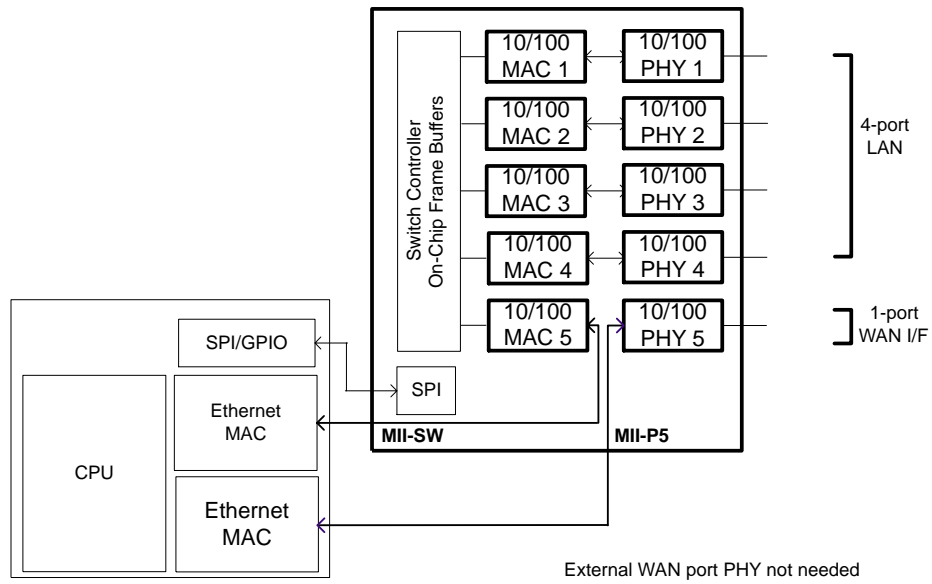 10/100
MAC 1
10/100
PHY 1
10/100
MAC 2
10/100
PHY 2
10/100
MAC 3
10/100
PHY 3
10/100
MAC 4
10/100
PHY 4
10/100
MAC 5
10/100
PHY 5
Switch Controller
On-Chip Frame Buffers
4-port
LAN
1-port
WAN I/F
SPI/GPIO
SPI
Ethernet
MAC
MII-SW
MII-P5
CPU
Ethernet
MAC
External WAN port PHY not needed